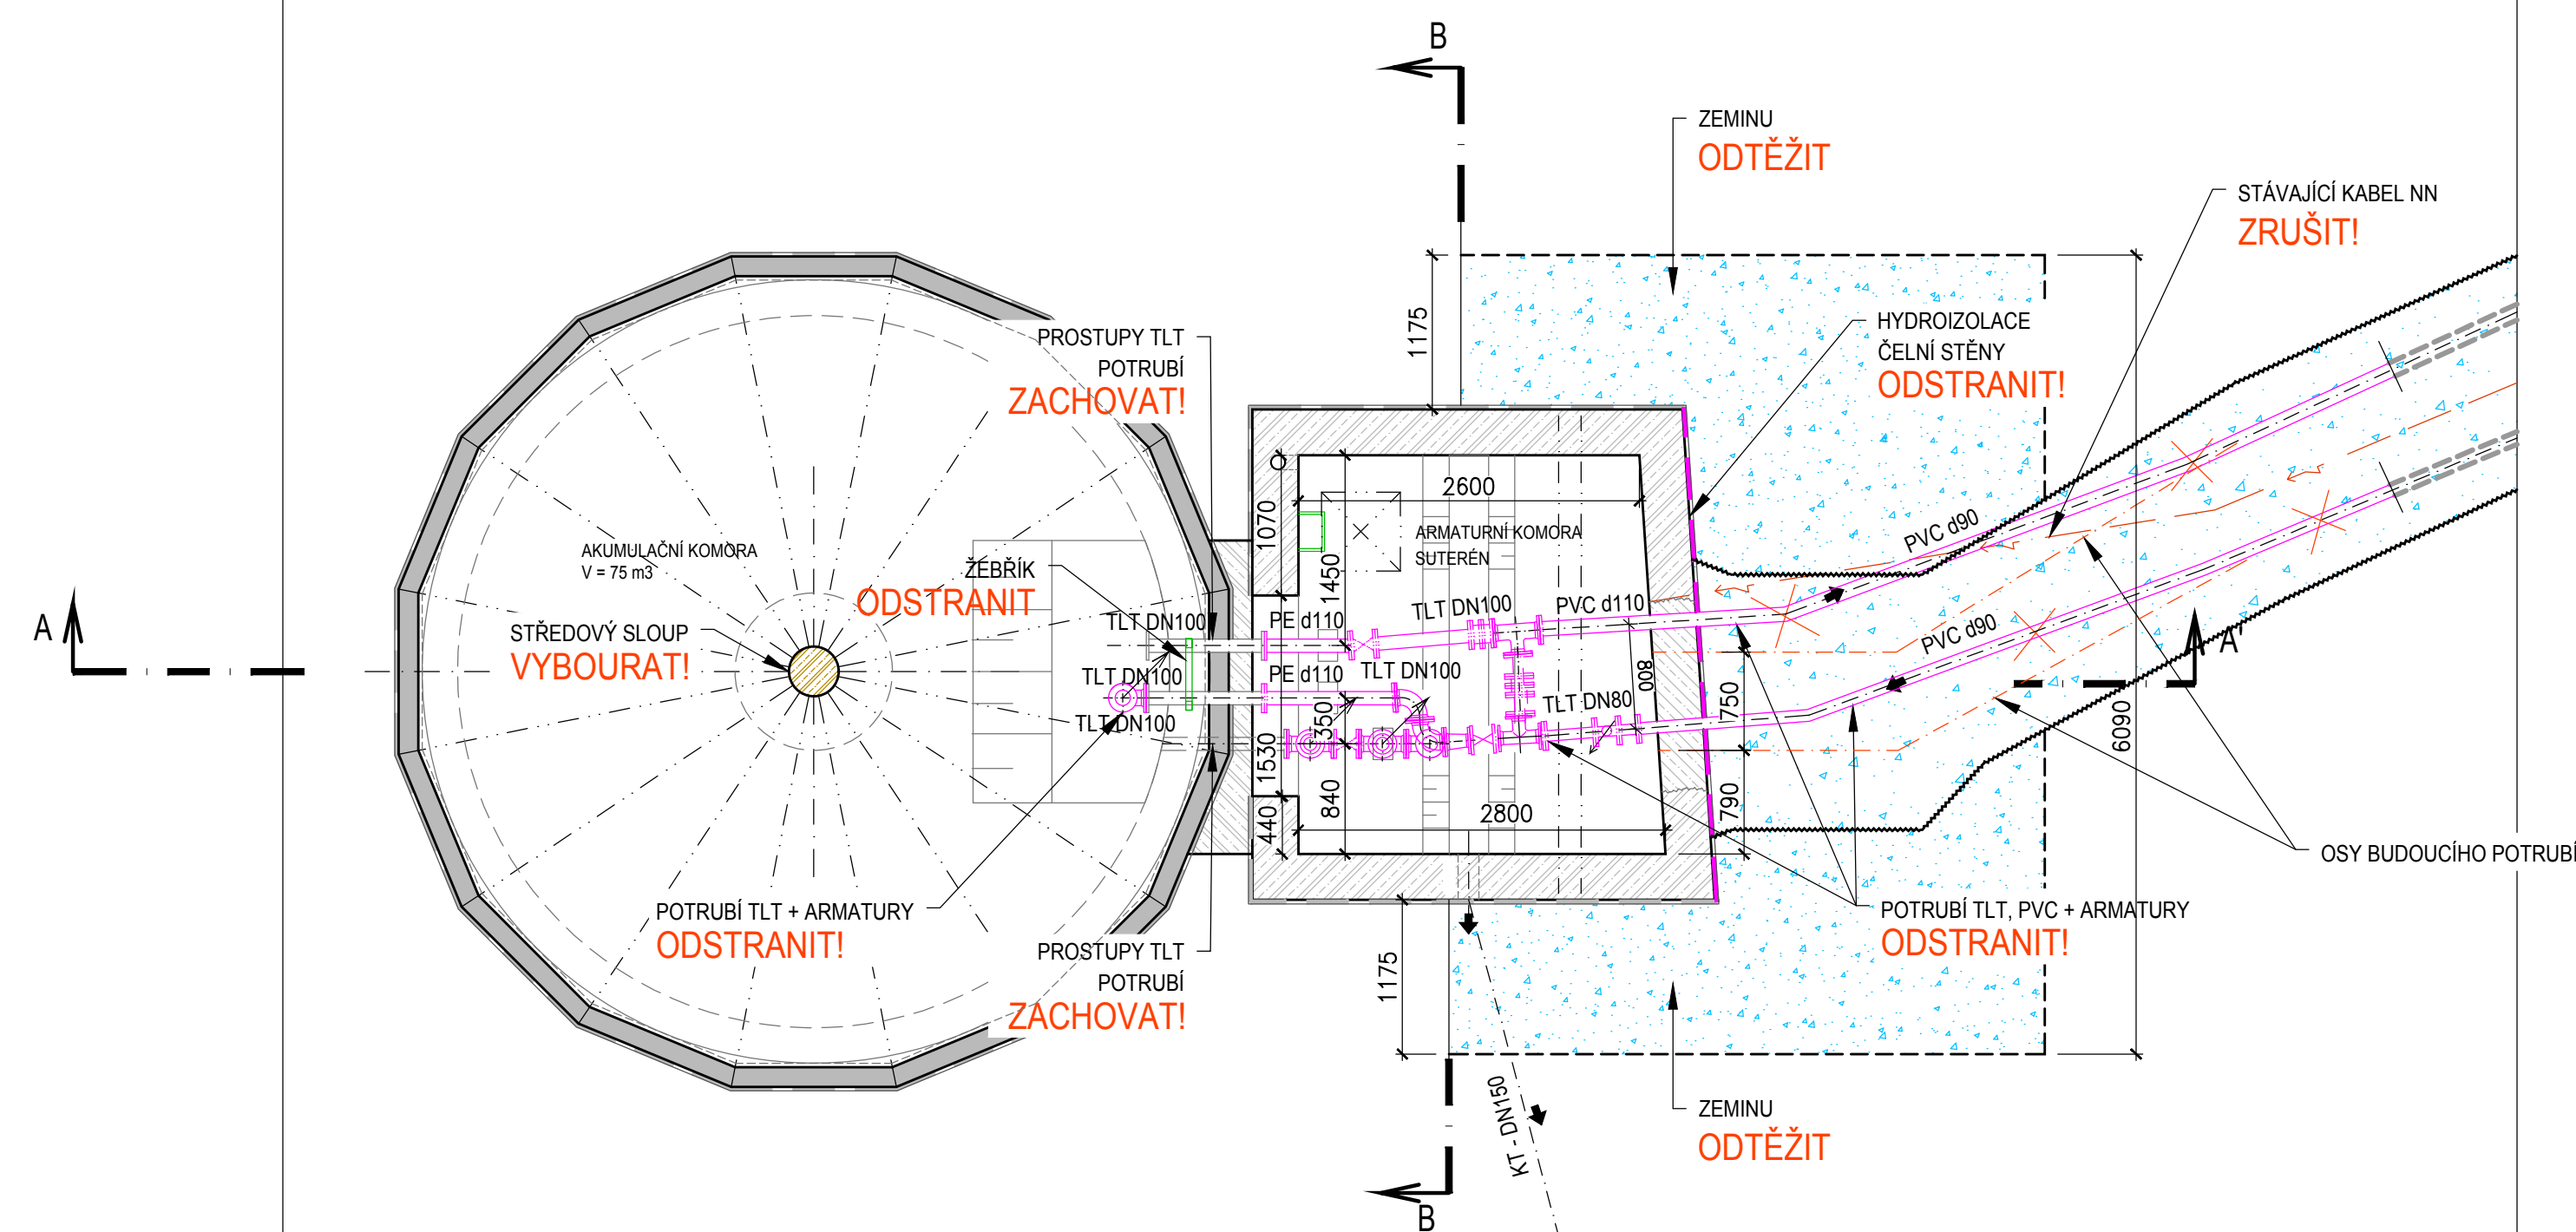 B
ZEMINU
ODTĚŽIT
STÁVAJÍCÍ KABEL NN
ZRUŠIT!
1175
HYDROIZOLACE
ČELNÍ STĚNY
ODSTRANIT!
PROSTUPY TLT
POTRUBÍ
ZACHOVAT!
2600
1070
ARMATURNÍ KOMORA
SUTERÉN
1450
PVC d90
AKUMULAČNÍ KOMORA
V = 75 m3
ŽEBŘÍK
ODSTRANIT
A
STŘEDOVÝ SLOUP
VYBOURAT!
TLT DN100
PE d110
TLT DN100
PVC d110
PVC d90
A'
TLT DN100
PE d110
TLT DN100
800
TLT DN80
TLT DN100
350
750
6090
1530
840
440
2800
790
OSY BUDOUCÍHO POTRUBÍ
POTRUBÍ TLT + ARMATURY
ODSTRANIT!
POTRUBÍ TLT, PVC + ARMATURY
ODSTRANIT!
PROSTUPY TLT
POTRUBÍ
ZACHOVAT!
1175
KT - DN150
ZEMINU
ODTĚŽIT
B